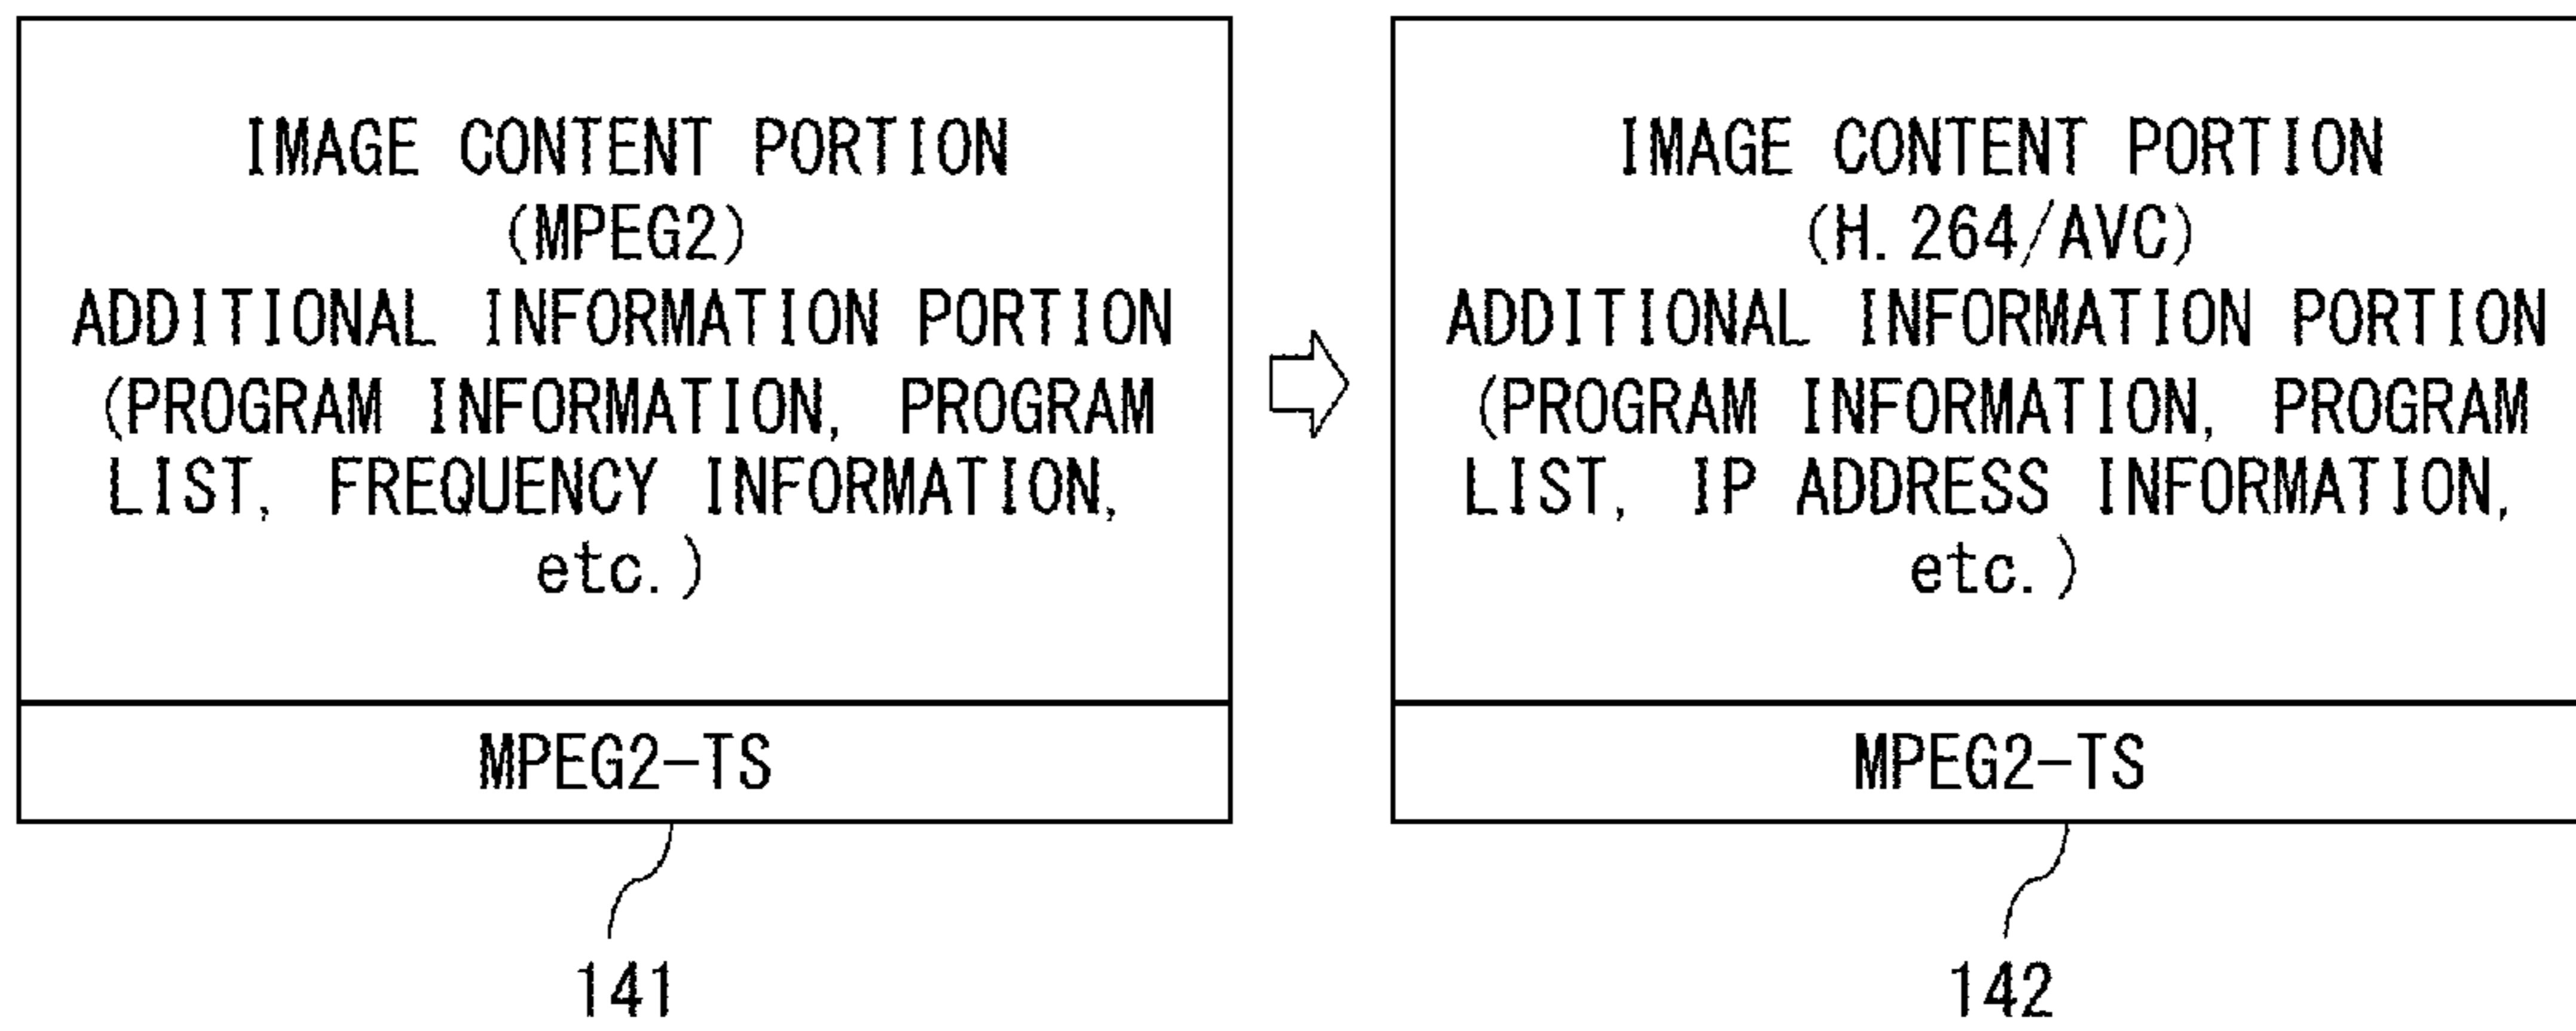 IMAGE CONTENT PORTION
(MPEG2)
ADDITIONAL INFORMATION PORTION
(PROGRAM INFORMATION, PROGRAM
LIST, FREQUENCY INFORMATION,
etc.)
MPEG2-TS
141
IMAGE CONTENT PORTION
(H.264/AVC)
ADDITIONAL INFORMATION PORTION
(PROGRAM INFORMATION, PROGRAM
LIST, IP ADDRESS INFORMATION,
etc.)
MPEG2-TS
142